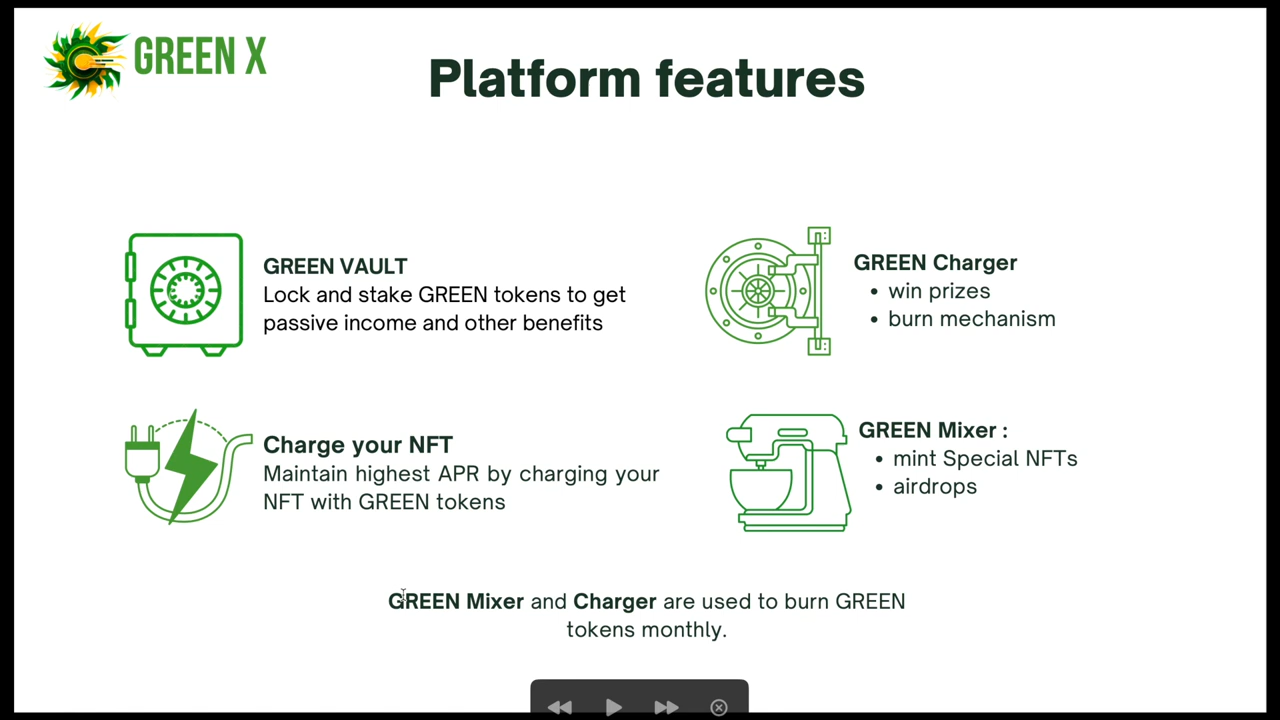 GREEN X
Platform features
GREEN VAULT
Lock and stake GREEN tokens to get
passive income and other benefits
GREEN Charger
• win prizes
• burn mechanism
Charge your NFT
Maintain highest APR by charging your
NFT with GREEN tokens
GREEN Mixer :
• mint Special NFTs
• airdrops
GREEN Mixer and Charger are used to burn GREEN
tokens monthly.